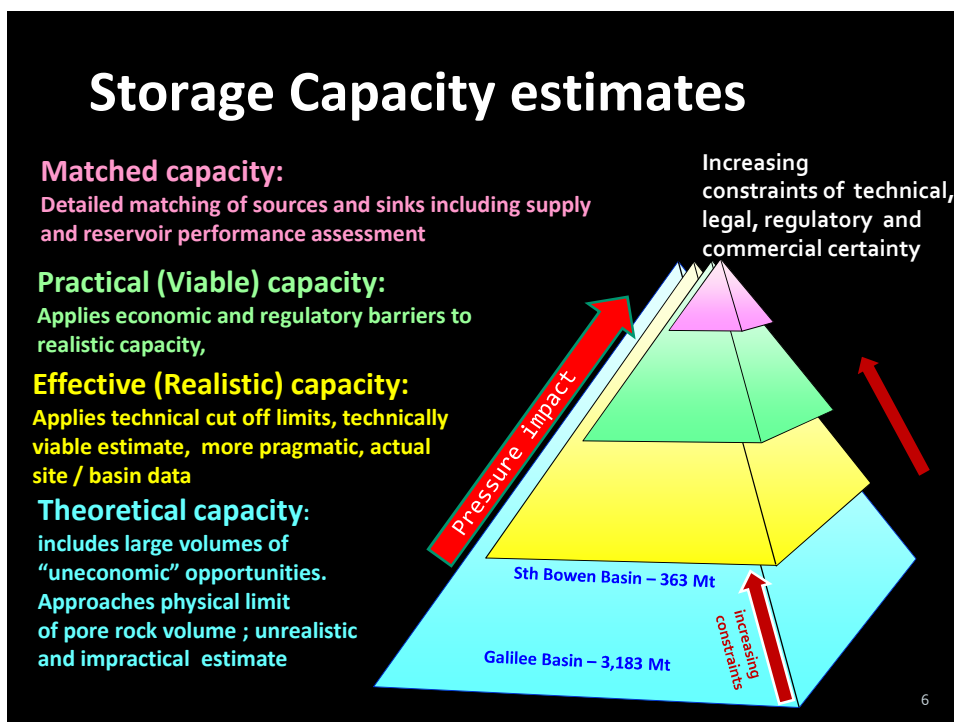 Storage Capacity estimates
Matched capacity:
Detailed matching of sources and sinks including supply
and reservoir performance assessment
Practical (Viable) capacity:
Applies economic and regulatory barriers to
realistic capacity,
Effective (Realistic) capacity:
Applies technical cut off limits, technically
viable estimate,  more pragmatic, actual
site / basin data
Theoretical capacity:
includes large volumes of
“uneconomic” opportunities.
Approaches physical limit
of pore rock volume ; unrealistic
and impractical  estimate
Increasing
constraints of  technical,
legal, regulatory  and
commercial certainty
Pressure impact
Sth Bowen Basin – 363 Mt
Galilee Basin – 3,183 Mt
increasing
constraints
6